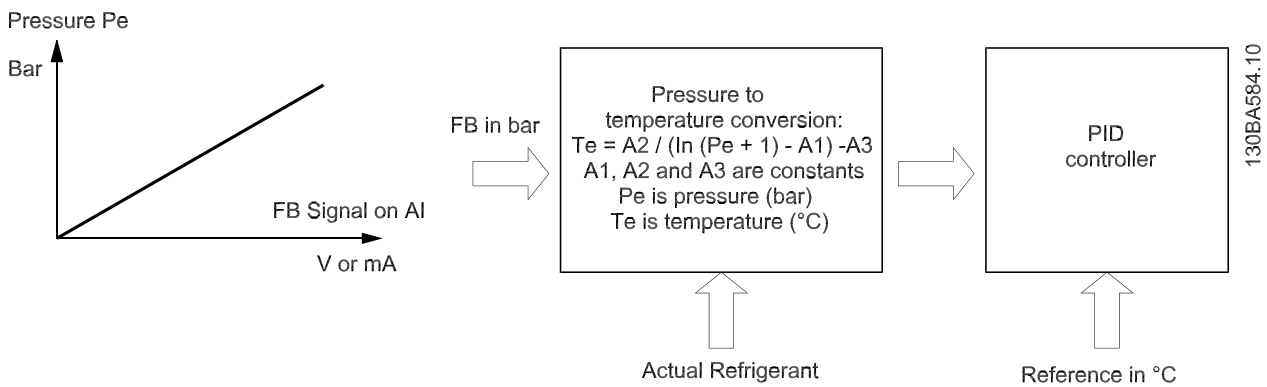 Pressure Pe
Bar
FB Signal on AI
V or mA
FB in bar
Pressure to
temperature conversion:
Te = A2 / (In (Pe + 1) - A1) -A3
A1, A2 and A3 are constants
Pe is pressure (bar)
Te is temperature (°C)
Actual Refrigerant
PID
controller
Reference in °C
130BA584.10